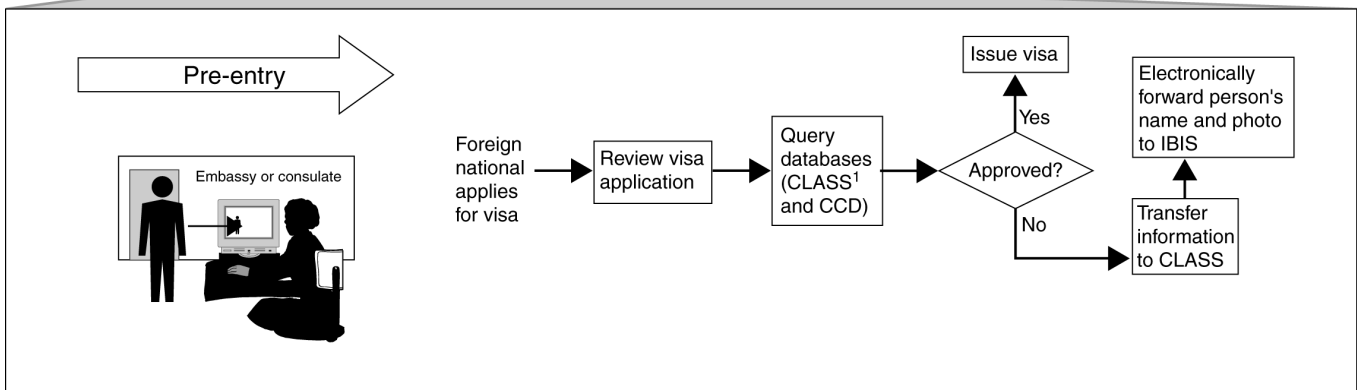 Pre-entry
Embassy or consulate
Foreign
national
applies
for visa
Review visa
application
Query
databases
(CLASS¹
and CCD)
Approved?
Yes
Issue visa
No
Transfer
information
to CLASS
Electronically
forward person's
name and photo
to IBIS